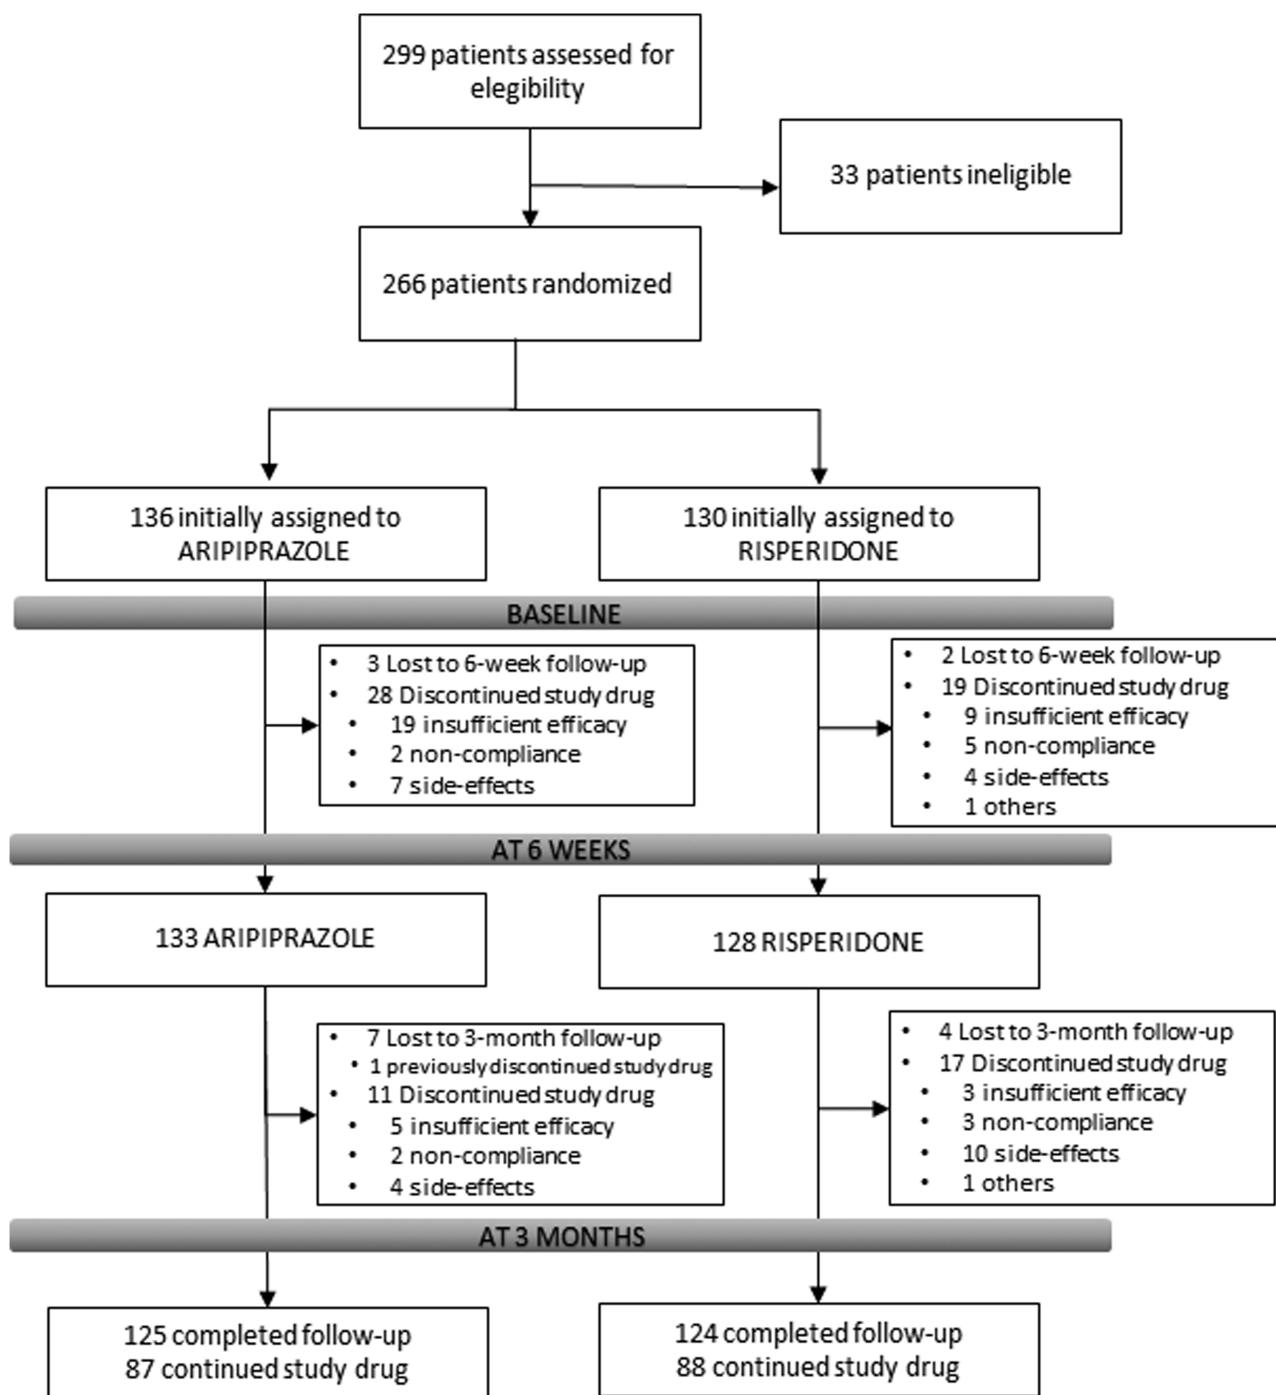 299 patients assessed for
elegibility
33 patients ineligible
266 patients randomized
136 initially assigned to
ARIPIPRAZOLE
130 initially assigned to
RISPERIDONE
BASELINE
• 3 Lost to 6-week follow-up
• 28 Discontinued study drug
• 19 insufficient efficacy
• 2 non-compliance
• 7 side-effects
• 2 Lost to 6-week follow-up
• 19 Discontinued study drug
• 9 insufficient efficacy
• 5 non-compliance
• 4 side-effects
• 1 others
AT 6 WEEKS
133 ARIPIPRAZOLE
128 RISPERIDONE
• 7 Lost to 3-month follow-up
• 1 previously discontinued study drug
• 11 Discontinued study drug
• 5 insufficient efficacy
• 2 non-compliance
• 4 side-effects
• 4 Lost to 3-month follow-up
• 17 Discontinued study drug
• 3 insufficient efficacy
• 3 non-compliance
• 10 side-effects
• 1 others
AT 3 MONTHS
125 completed follow-up
87 continued study drug
124 completed follow-up
88 continued study drug